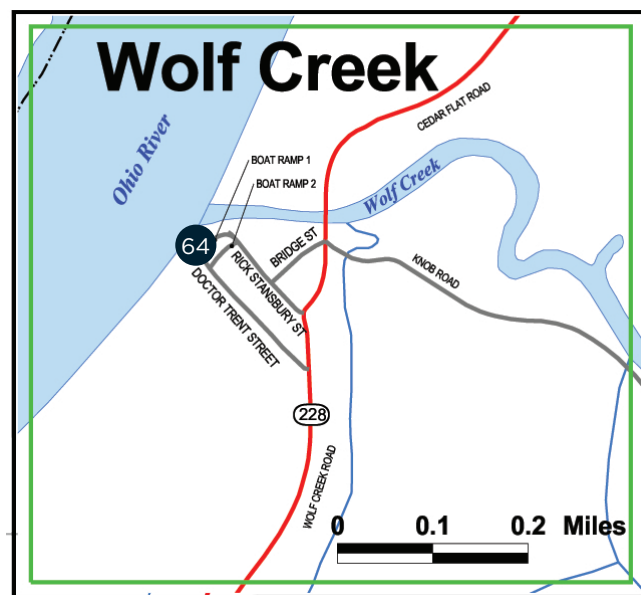 Wolf Creek
CEDAR FLAT ROAD
Ohio River
BOAT RAMP 1
BOAT RAMP 2
Wolf Creek
64
BRIDGE ST
RICK STANSBURY ST
KNOB ROAD
DOCTOR TRENT STREET
228
WOLF CREEK ROAD
0 0.1 0.2 Miles